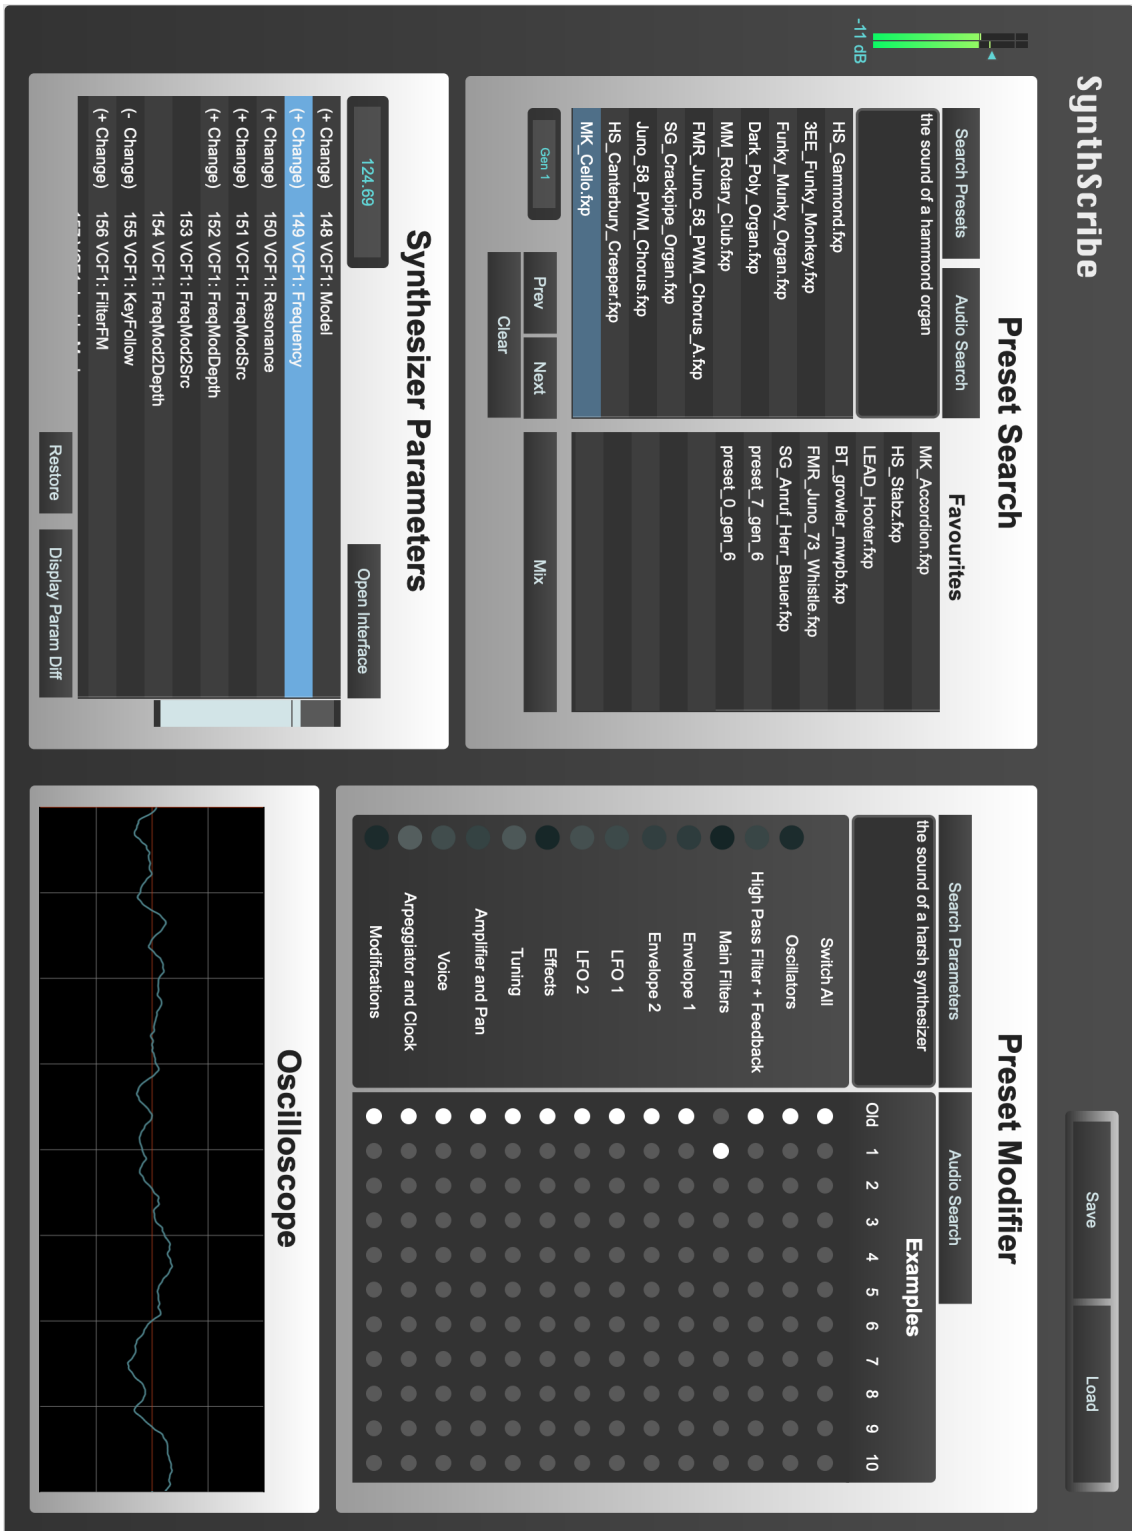 SynthScribe
Save
Load
-11 dB
Preset Search
Search Presets
Audio Search
the sound of a hammond organ
HS_Gammond.fxp
3EE_Funky_Monkey.fxp
Funky_Munky_Organ.fxp
Dark_Poly_Organ.fxp
MM_Rotary_Club.fxp
FMR_Juno_58_PWM_Chorus_A.fxp
SG_Crackpipe_Organ.fxp
Juno_58_PWM_Chorus.fxp
HS_Canterbury_Creeper.fxp
MK_Cello.fxp
Gen 1
Prev
Next
Clear
Favourites
MK_Accordion.fxp
HS_Stabz.fxp
LEAD_Hooter.fxp
BT_growler_mwpb.fxp
FMR_Juno_73_Whistle.fxp
SG_Anruf_Herr_Bauer.fxp
preset_7_gen_6
preset_0_gen_6
Mix
Synthesizer Parameters
124.69
Open Interface
(+ Change) 148 VCF1: Model
(+ Change) 149 VCF1: Frequency
(+ Change) 150 VCF1: Resonance
(+ Change) 151 VCF1: FreqModSrc
(+ Change) 152 VCF1: FreqModDepth
153 VCF1: FreqMod2Src
154 VCF1: FreqMod2Depth
(- Change) 155 VCF1: KeyFollow
(+ Change) 156 VCF1: FilterFM
Restore
Display Param Diff
Preset Modifier
Search Parameters
Audio Search
the sound of a harsh synthesizer
Examples
Old 1 2 3 4 5 6 7 8 9 10
Switch All
Oscillators
High Pass Filter + Feedback
Main Filters
Envelope 1
Envelope 2
LFO 1
LFO 2
Effects
Tuning
Amplifier and Pan
Voice
Arpeggiator and Clock
Modifications
Oscilloscope